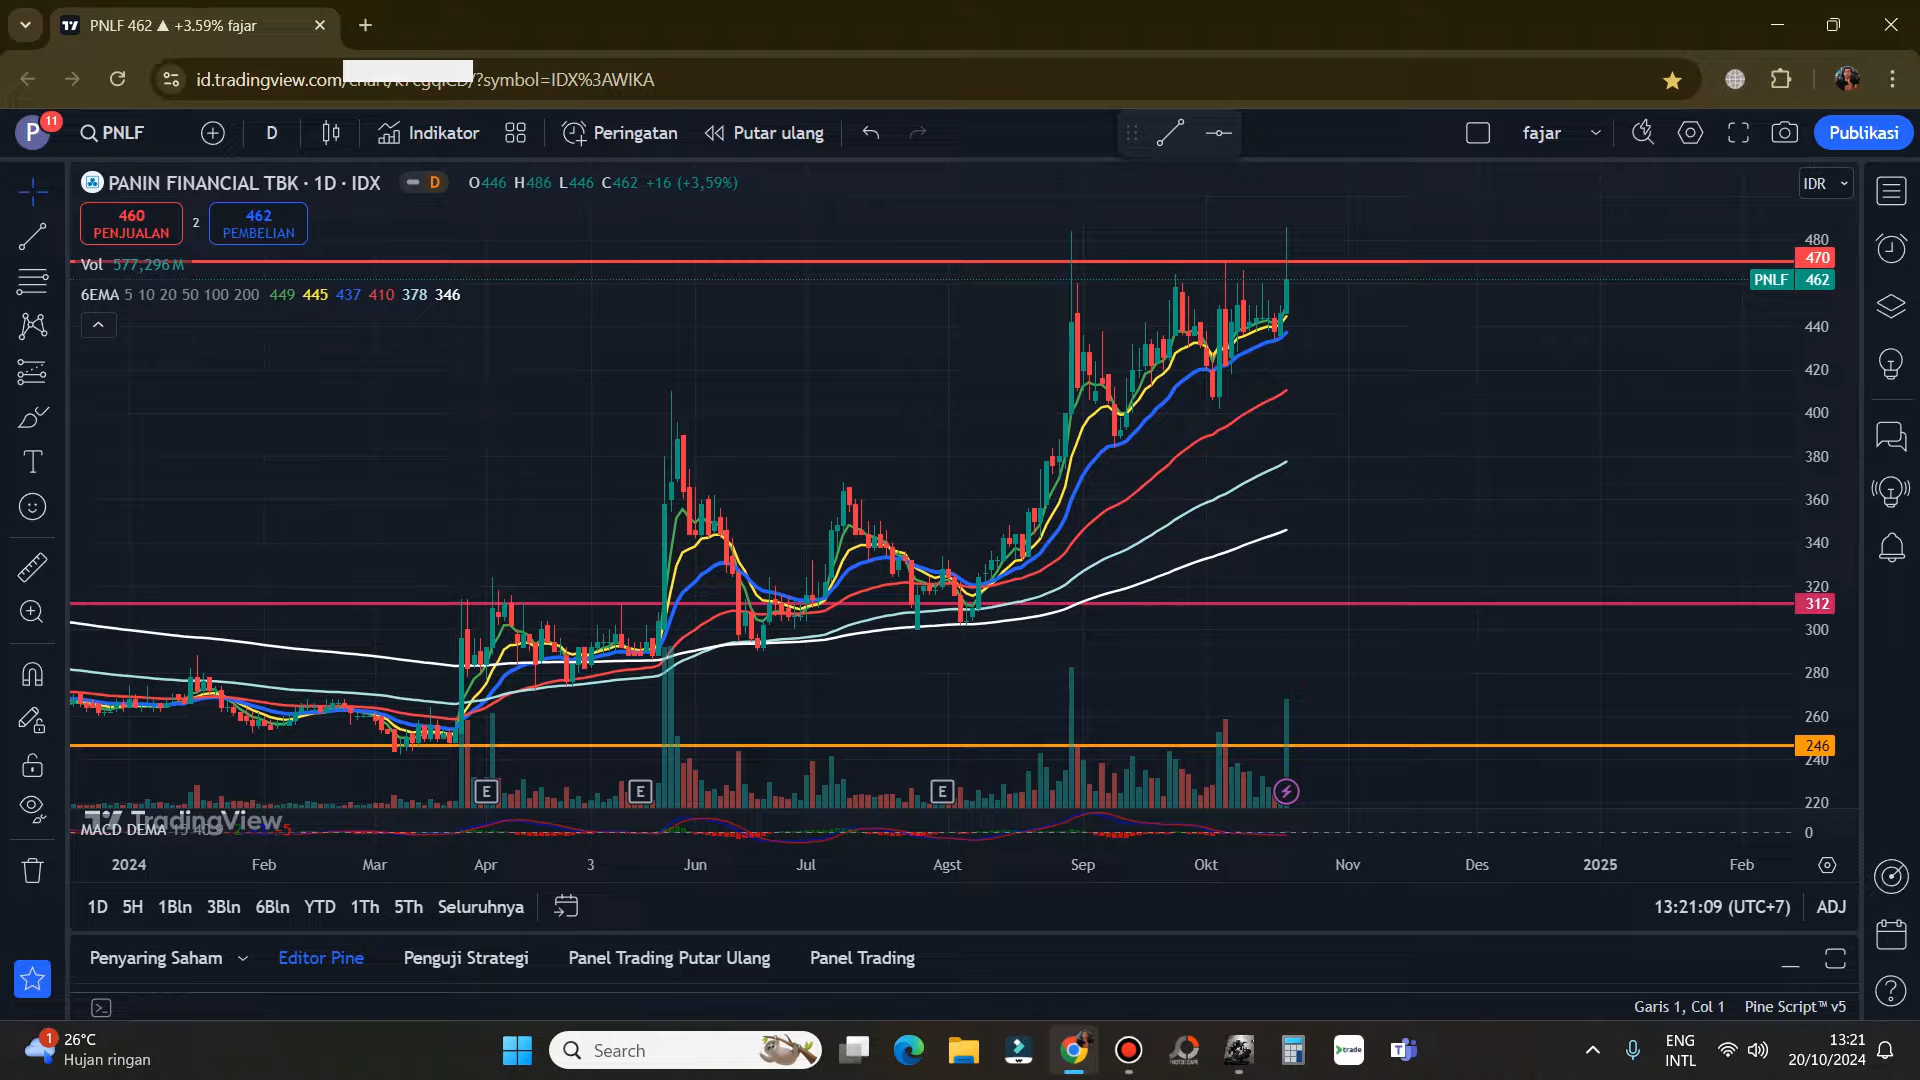 PNLF 462 ▲ +3.59% fajar
id.tradingview.com/?symbol=IDX%3AWIKA
P 11
PNLF
D
Indikator
Peringatan
Putar ulang
fajar
Publikasi
PANIN FINANCIAL TBK · 1D · IDX
D
O446 H486 L446 C462 +16 (+3,59%)
IDR
460
PENJUALAN
2
462
PEMBELIAN
Vol 577,296M
6EMA 5 10 20 50 100 200 449 445 437 410 378 346
480
470
PNLF 462
440
420
400
380
360
340
320
312
300
280
260
246
240
220
0
E
E
E
TradingView
MACD DEMA
2024 Feb Mar Apr 3 Jun Jul Agst Sep Okt Nov Des 2025 Feb
1D 5H 1Bln 3Bln 6Bln YTD 1Th 5Th Seluruhnya
13:21:09 (UTC+7) ADJ
Penyaring Saham
Editor Pine
Penguji Strategi
Panel Trading Putar Ulang
Panel Trading
Garis 1, Col 1 Pine Script™ v5
1
26°C
Hujan ringan
Search
trade
ENG
INTL
13:21
20/10/2024